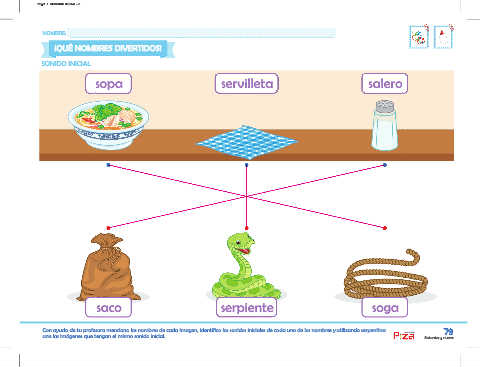 NOMBRE:
¡QUÉ NOMBRES DIVERTIDOS!
SONIDO INICIAL
sopa servilleta salero
saco serpiente soga
Con ayuda de tu profesora menciona los nombres de cada imagen, identifica los sonidos iniciales de cada uno de los nombres y utilizando serpentina
une las imágenes que tengan el mismo sonido inicial.
79